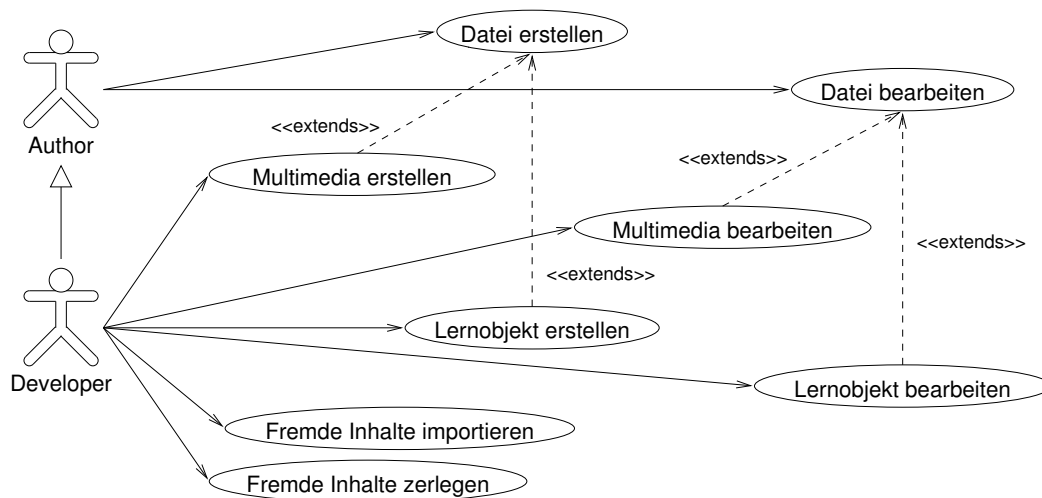 Datei erstellen
Datei bearbeiten
<<extends>>
Author
<<extends>>
Multimedia erstellen
Multimedia bearbeiten
<<extends>>
<<extends>>
Lernobjekt erstellen
Developer
Lernobjekt bearbeiten
Fremde Inhalte importieren
Fremde Inhalte zerlegen